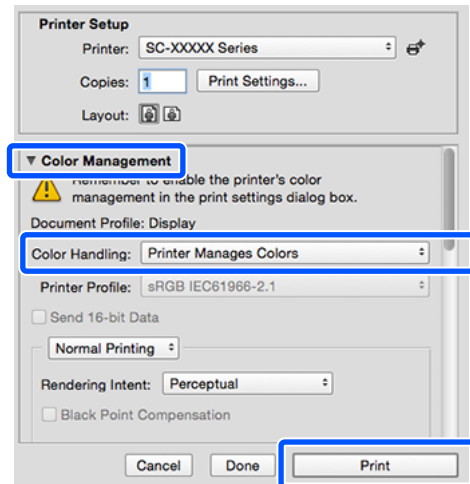 Printer Setup
Printer: SC-XXXXX Series
Copies: 1 Print Settings...
Layout:
▼ Color Management
Remember to enable the printer's color
management in the print settings dialog box.
Document Profile: Display
Color Handling: Printer Manages Colors
Printer Profile: sRGB IEC61966-2.1
Send 16-bit Data
Normal Printing
Rendering Intent: Perceptual
Black Point Compensation
Cancel Done Print